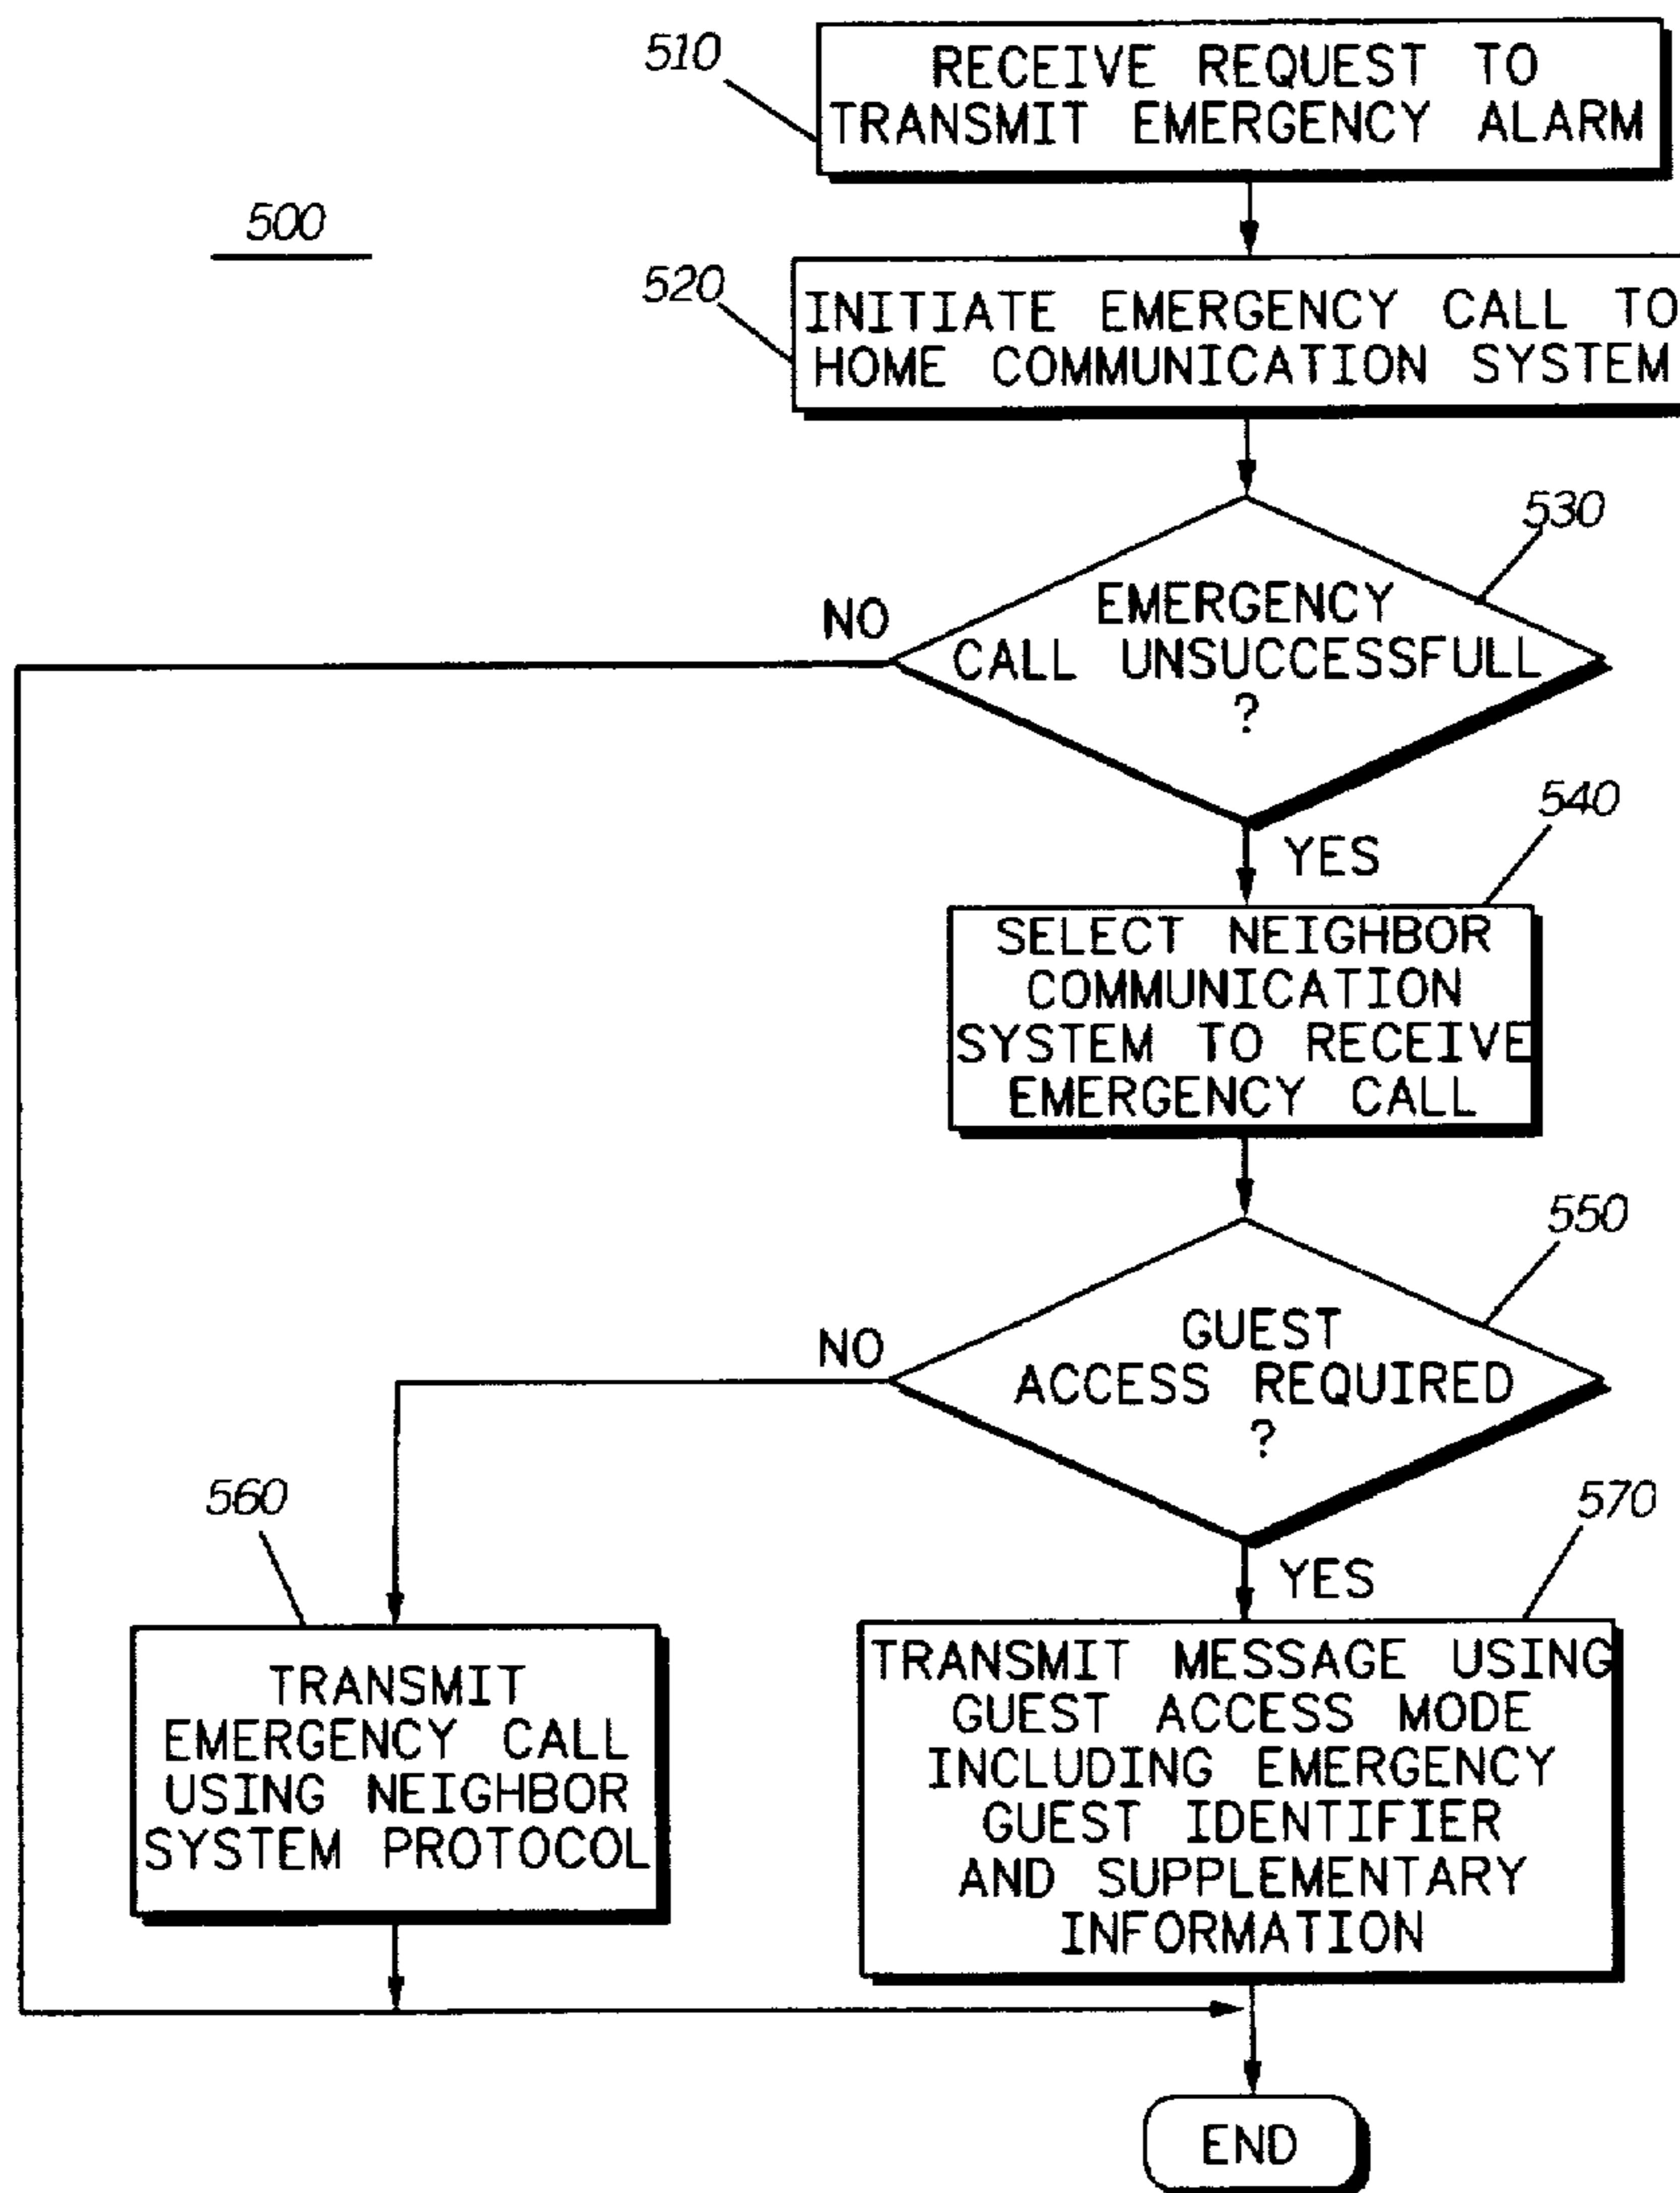 510
RECEIVE REQUEST TO
TRANSMIT EMERGENCY ALARM
500
520
INITIATE EMERGENCY CALL TO
HOME COMMUNICATION SYSTEM
530
NO
EMERGENCY
CALL UNSUCCESSFULL
?
YES
540
SELECT NEIGHBOR
COMMUNICATION
SYSTEM TO RECEIVE
EMERGENCY CALL
550
NO
GUEST
ACCESS REQUIRED
?
YES
560
TRANSMIT
EMERGENCY CALL
USING NEIGHBOR
SYSTEM PROTOCOL
570
TRANSMIT MESSAGE USING
GUEST ACCESS MODE
INCLUDING EMERGENCY
GUEST IDENTIFIER
AND SUPPLEMENTARY
INFORMATION
END